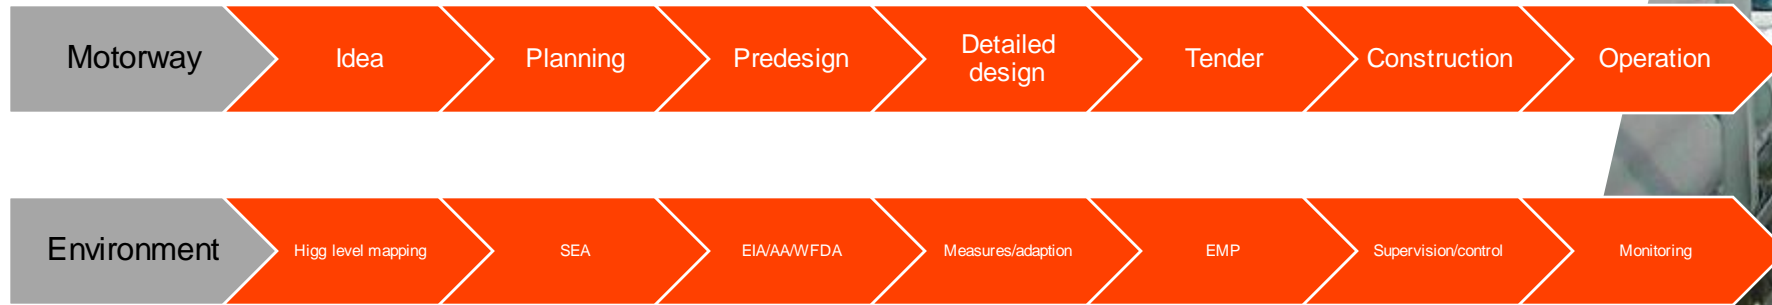 Motorway
Idea
Planning
Predesign
Detailed
design
Tender
Construction
Operation
Environment
Higg level mapping
SEA
EIA/AA/WFDA
Measures/adaption
EMP
Supervision/control
Monitoring